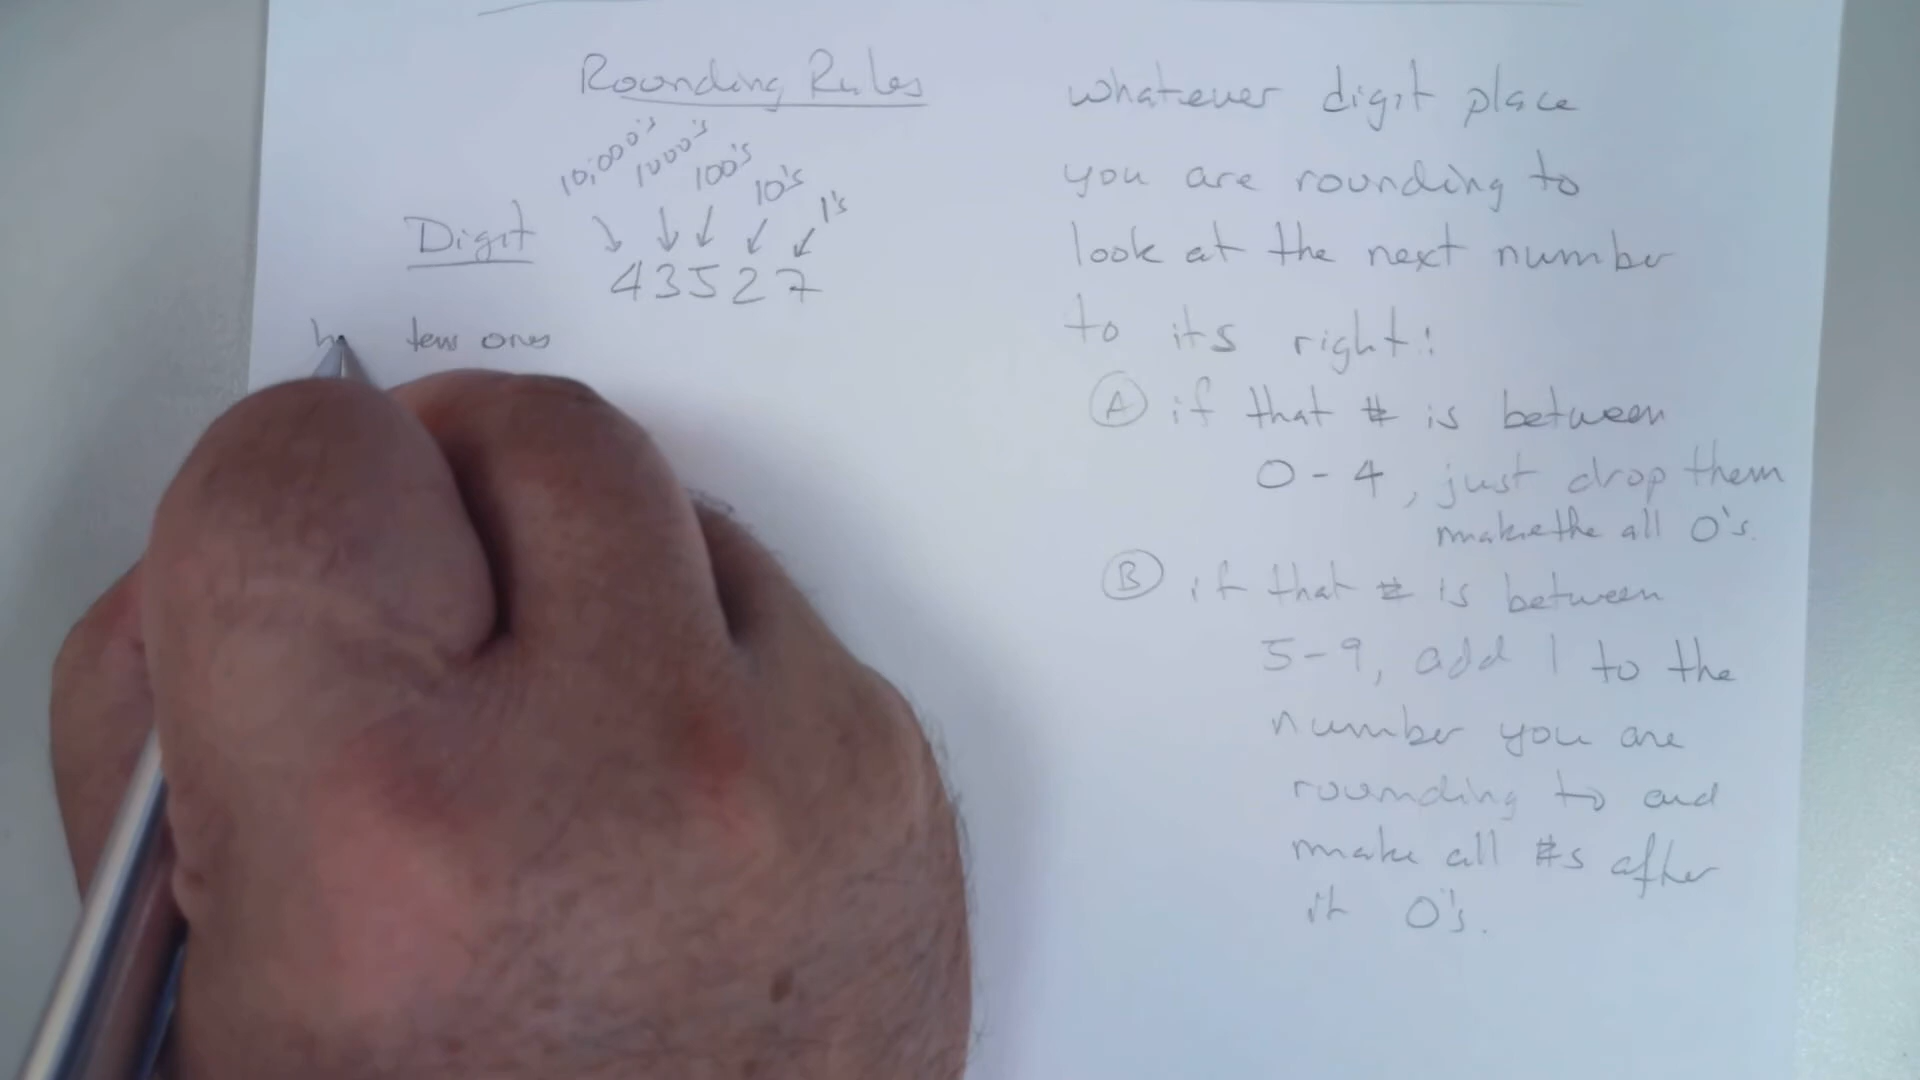 Rounding Rules
10,000's 1000's 100's 10's 1's
Digit
43527
tens ones
whatever digit place
you are rounding to
look at the next number
to its right:
A if that # is between
0-4, just drop them
make the all 0's.
B if that # is between
5-9, add 1 to the
number you are
rounding to and
make all #s after
it 0's.